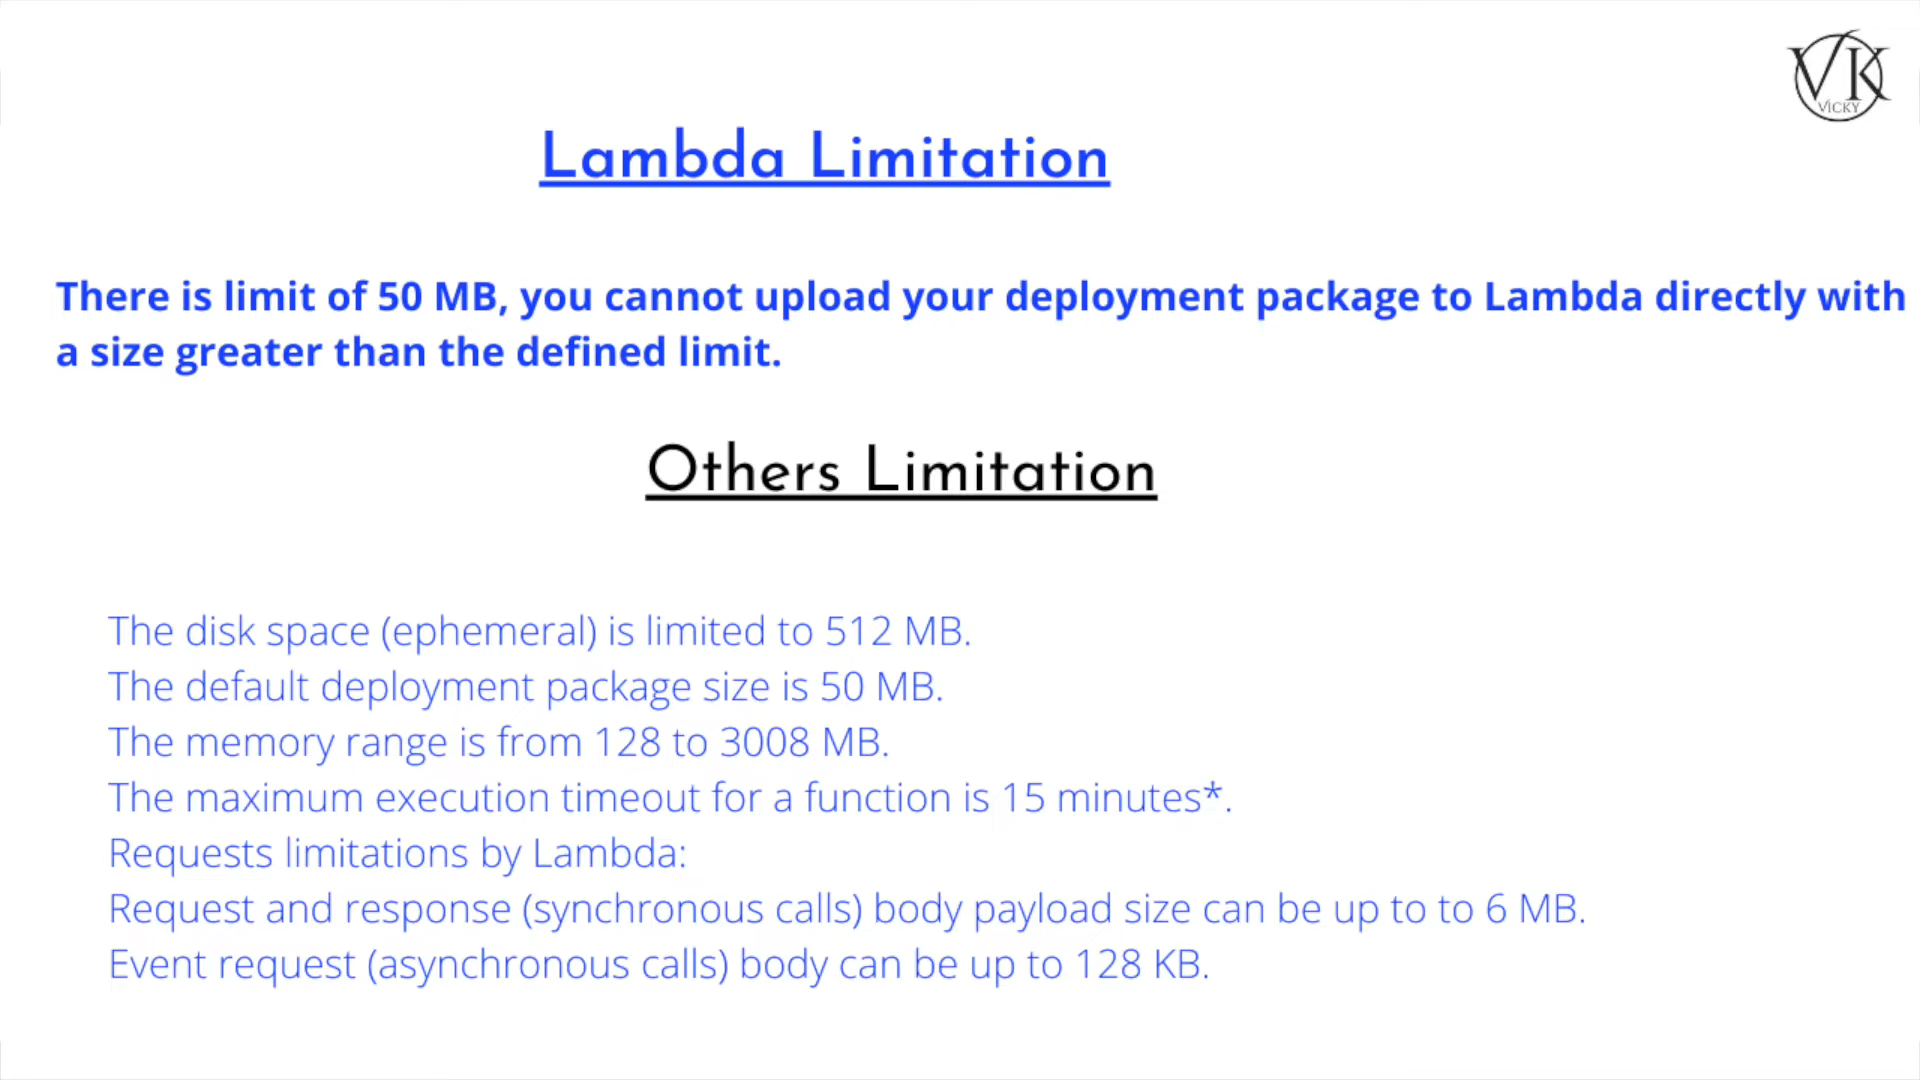 VK
VICKY
Lambda Limitation
There is limit of 50 MB, you cannot upload your deployment package to Lambda directly with
a size greater than the defined limit.
Others Limitation
The disk space (ephemeral) is limited to 512 MB.
The default deployment package size is 50 MB.
The memory range is from 128 to 3008 MB.
The maximum execution timeout for a function is 15 minutes*.
Requests limitations by Lambda:
Request and response (synchronous calls) body payload size can be up to to 6 MB.
Event request (asynchronous calls) body can be up to 128 KB.